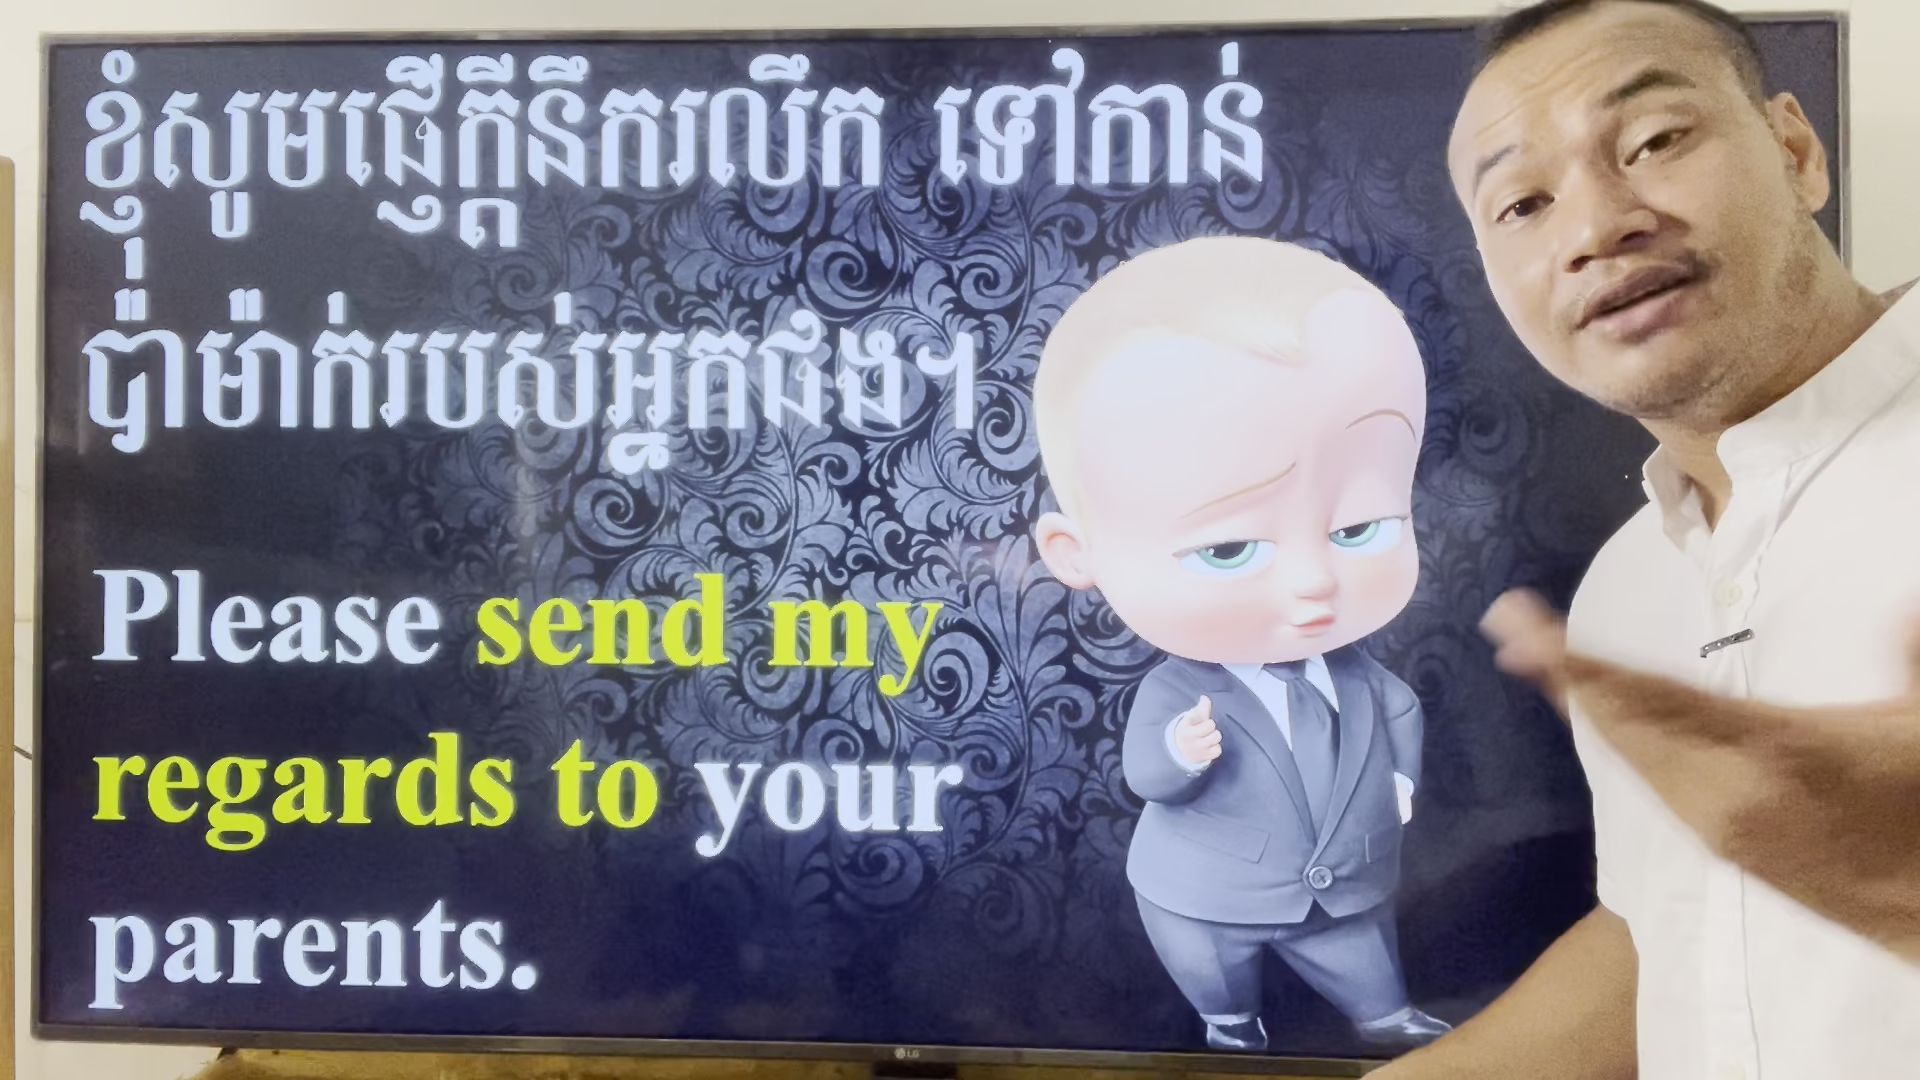 ខ្ញុំសូមផ្ញើក្ដីនឹករលឹក ទៅកាន់
ប៉ាម៉ាក់របស់អ្នកផង។
Please send my
regards to your
parents.
LG